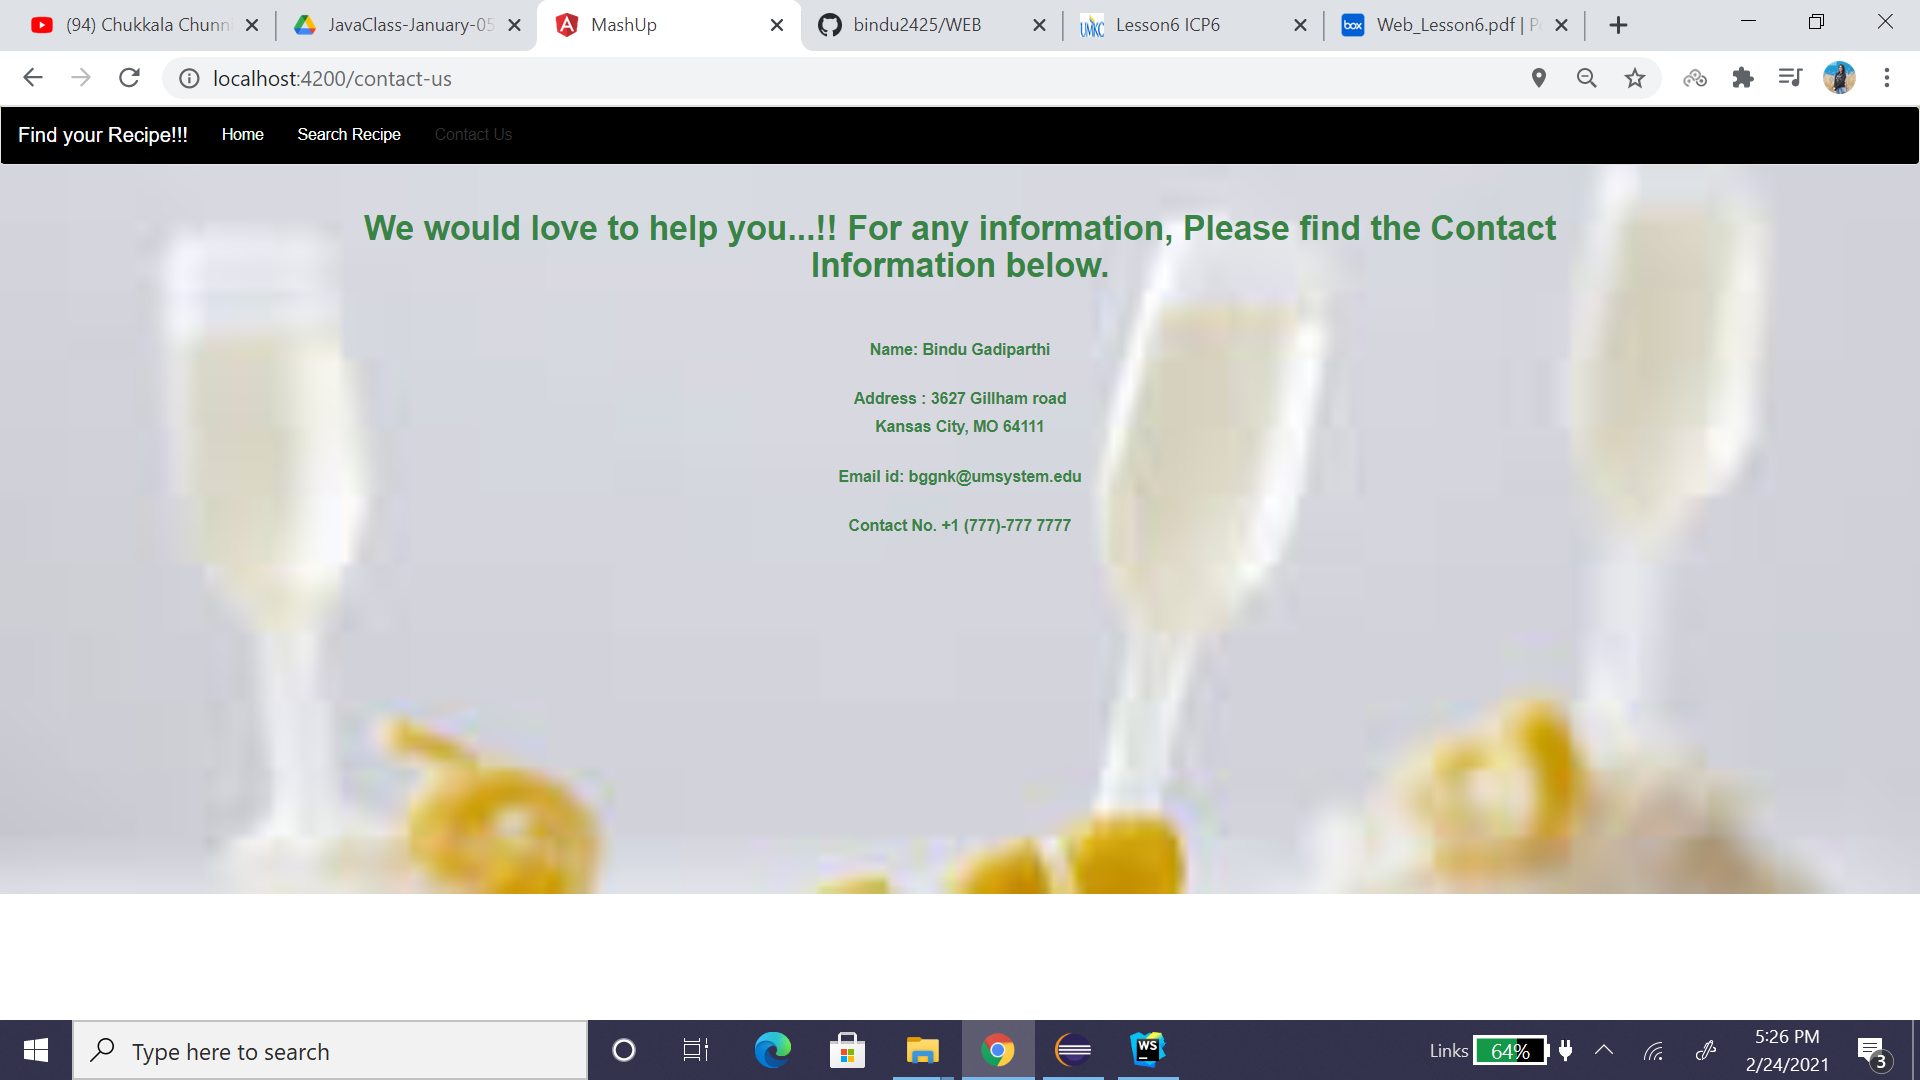 (94) Chukkala Chunni
JavaClass-January-05
MashUp
bindu2425/WEB
Lesson6 ICP6
Web_Lesson6.pdf | P
localhost:4200/contact-us
Find your Recipe!!! Home Search Recipe Contact Us
We would love to help you...!! For any information, Please find the Contact
Information below.
Name: Bindu Gadiparthi
Address : 3627 Gillham road
Kansas City, MO 64111
Email id: bggnk@umsystem.edu
Contact No. +1 (777)-777 7777
Type here to search
Links
64%
5:26 PM
2/24/2021
3